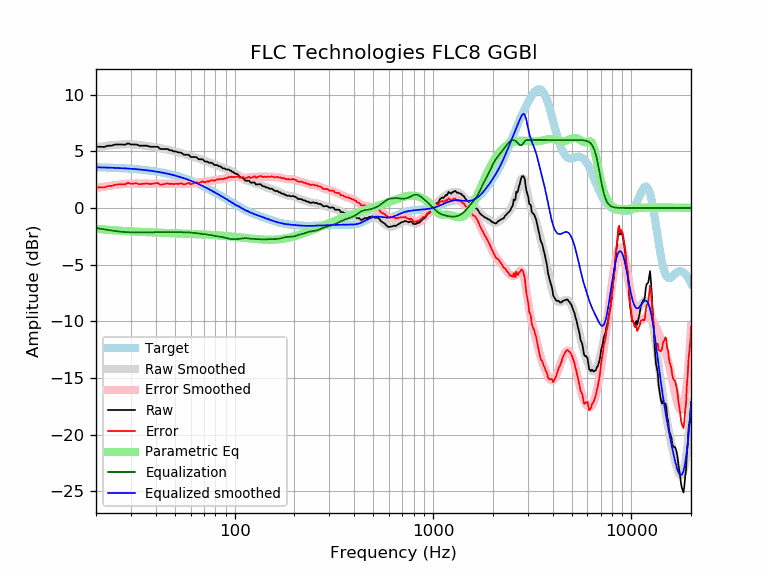 FLC Technologies FLC8 GGBl
Amplitude (dBr)
10
5
0
−5
−10
−15
−20
−25
Target
Raw Smoothed
Error Smoothed
Raw
Error
Parametric Eq
Equalization
Equalized smoothed
100
1000
10000
Frequency (Hz)